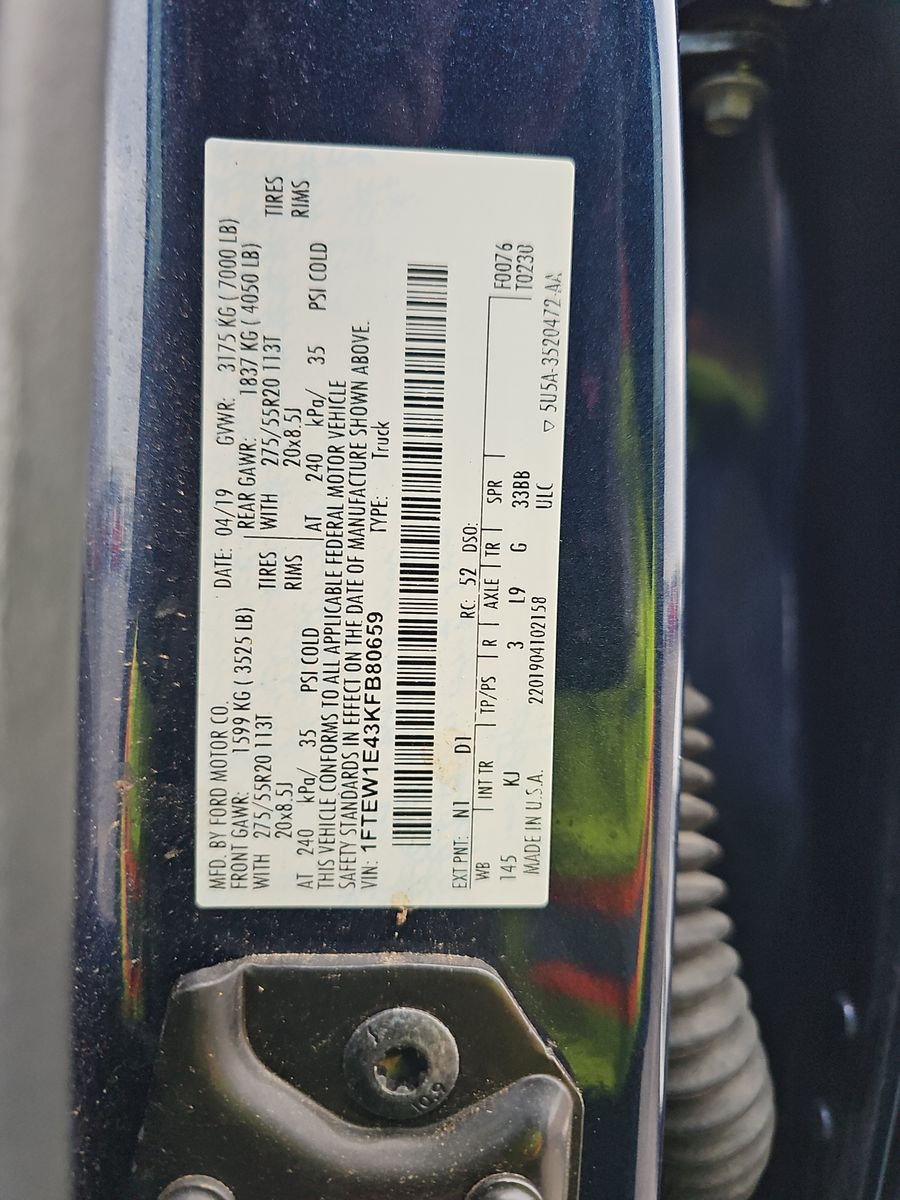 MFD. BY FORD MOTOR CO. DATE: 04/19 GVWR: 3175 KG ( 7000 LB)
FRONT GAWR: 1599 KG ( 3525 LB) REAR GAWR: 1837 KG ( 4050 LB)
WITH 275/55R20 113T TIRES WITH 275/55R20 113T TIRES
20x8.5J RIMS 20x8.5J RIMS
AT 240 kPa/ 35 PSI COLD AT 240 kPa/ 35 PSI COLD
THIS VEHICLE CONFORMS TO ALL APPLICABLE FEDERAL MOTOR VEHICLE
SAFETY STANDARDS IN EFFECT ON THE DATE OF MANUFACTURE SHOWN ABOVE.
VIN: 1FTEW1E43KFB80659 TYPE: Truck
EXT PNT: N1 D1 RC: 52 DSO: F0076
WB INT TR TP/PS R AXLE TR SPR T0230
145 KJ 3 L9 G 33BB
MADE IN U.S.A. 2201904102158 ULC ▽ 5U5A-3520472-AA
10.9